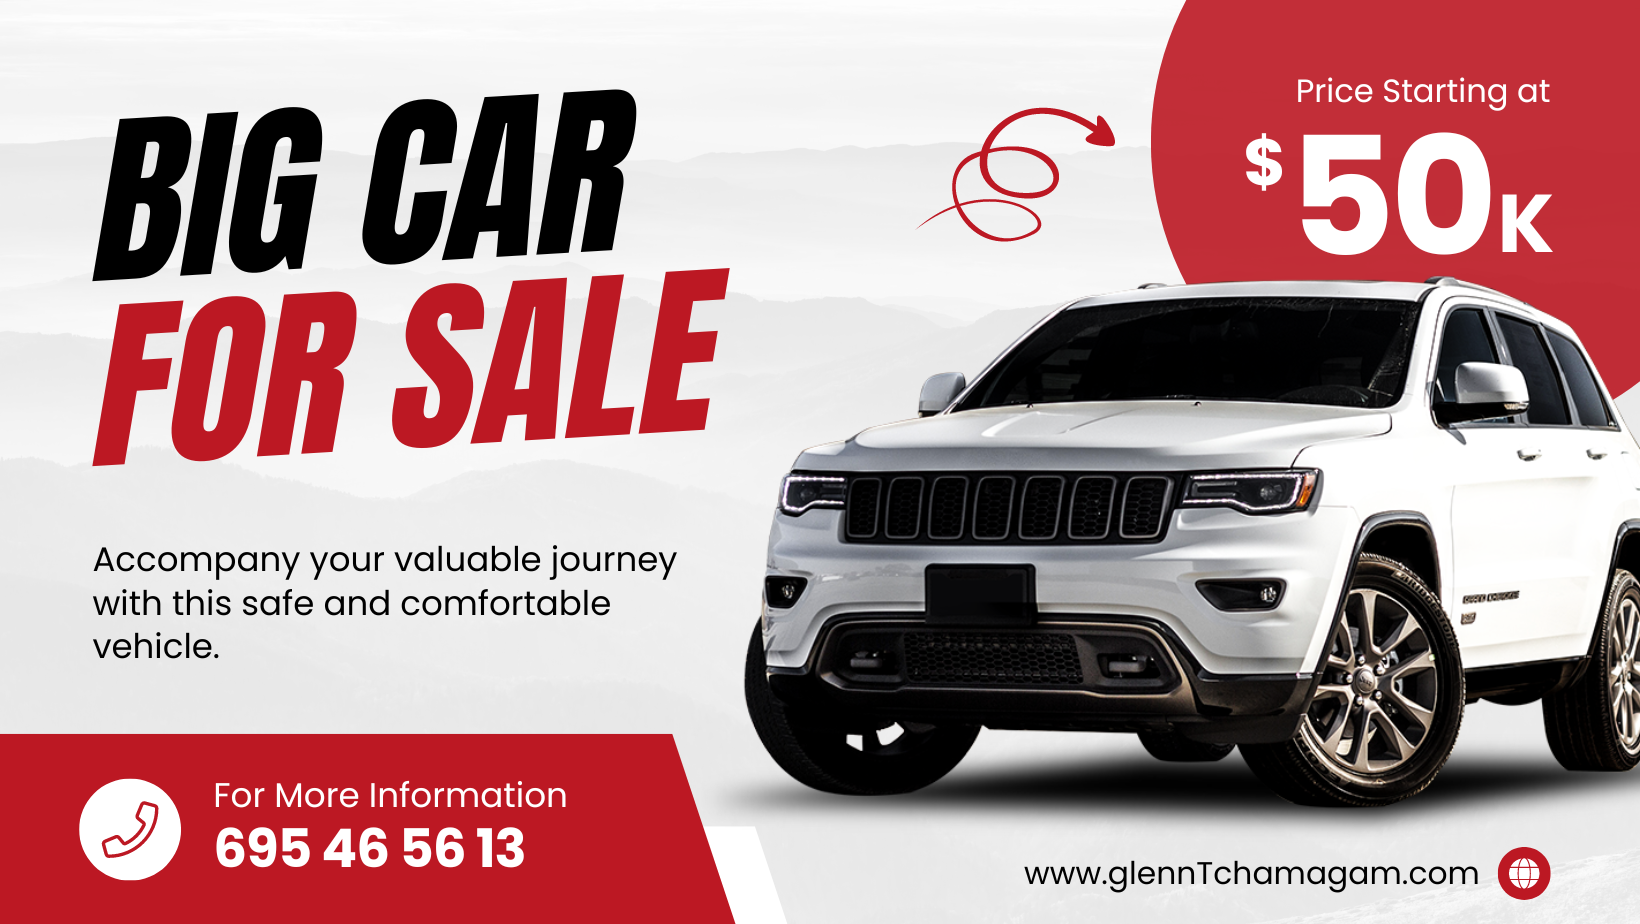 BIG CAR
FOR SALE
Price Starting at
$50K
Accompany your valuable journey
with this safe and comfortable
vehicle.
For More Information
695 46 56 13
www.glennTchamagam.com